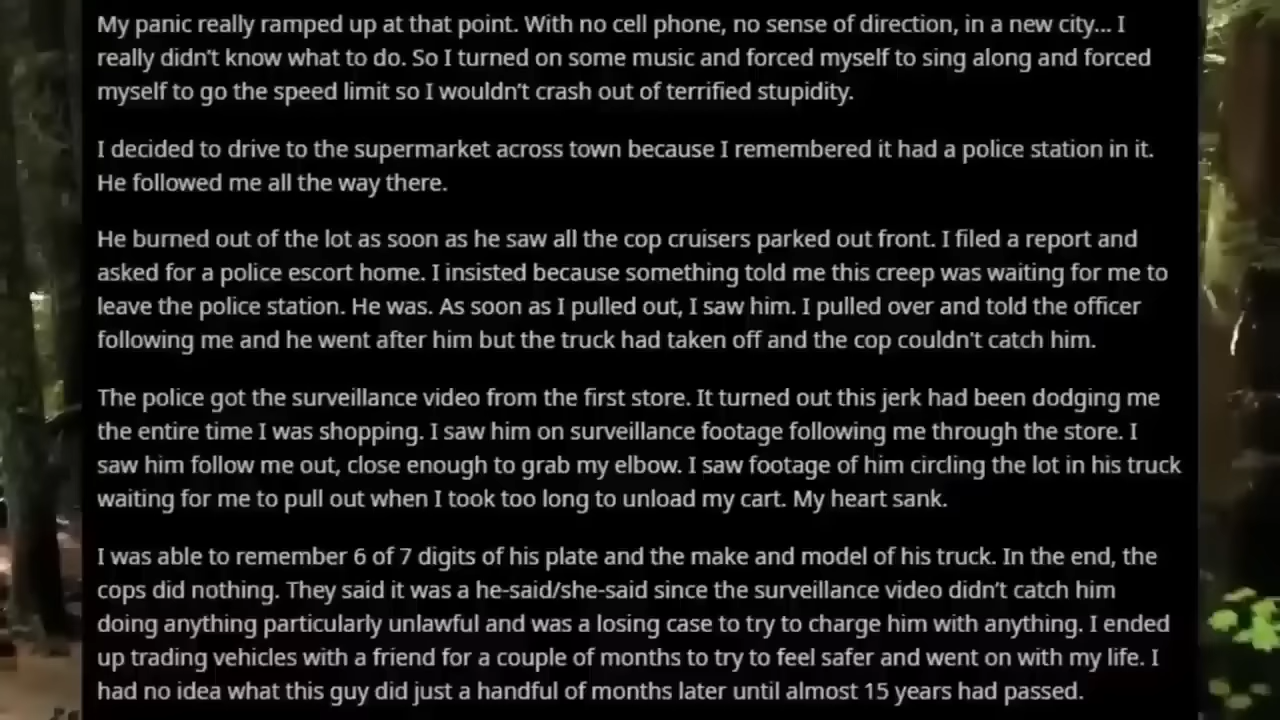 My panic really ramped up at that point. With no cell phone, no sense of direction, in a new city... I
really didn’t know what to do. So I turned on some music and forced myself to sing along and forced
myself to go the speed limit so I wouldn’t crash out of terrified stupidity.
I decided to drive to the supermarket across town because I remembered it had a police station in it.
He followed me all the way there.
He burned out of the lot as soon as he saw all the cop cruisers parked out front. I filed a report and
asked for a police escort home. I insisted because something told me this creep was waiting for me to
leave the police station. He was. As soon as I pulled out, I saw him. I pulled over and told the officer
following me and he went after him but the truck had taken off and the cop couldn't catch him.
The police got the surveillance video from the first store. It turned out this jerk had been dodging me
the entire time I was shopping. I saw him on surveillance footage following me through the store. I
saw him follow me out, close enough to grab my elbow. I saw footage of him circling the lot in his truck
waiting for me to pull out when I took too long to unload my cart. My heart sank.
I was able to remember 6 of 7 digits of his plate and the make and model of his truck. In the end, the
cops did nothing. They said it was a he-said/she-said since the surveillance video didn’t catch him
doing anything particularly unlawful and was a losing case to try to charge him with anything. I ended
up trading vehicles with a friend for a couple of months to try to feel safer and went on with my life. I
had no idea what this guy did just a handful of months later until almost 15 years had passed.